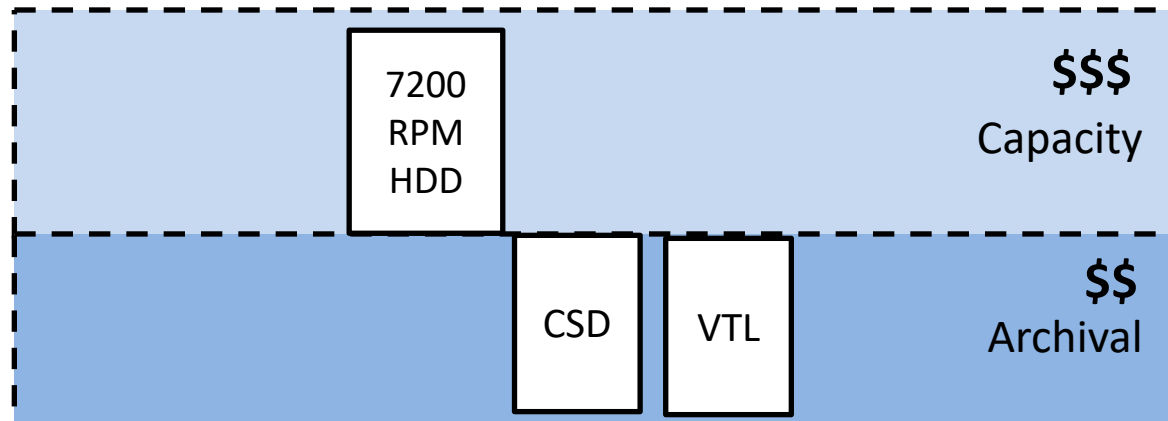 7200
RPM
HDD
$$$
Capacity
CSD
VTL
$$
Archival